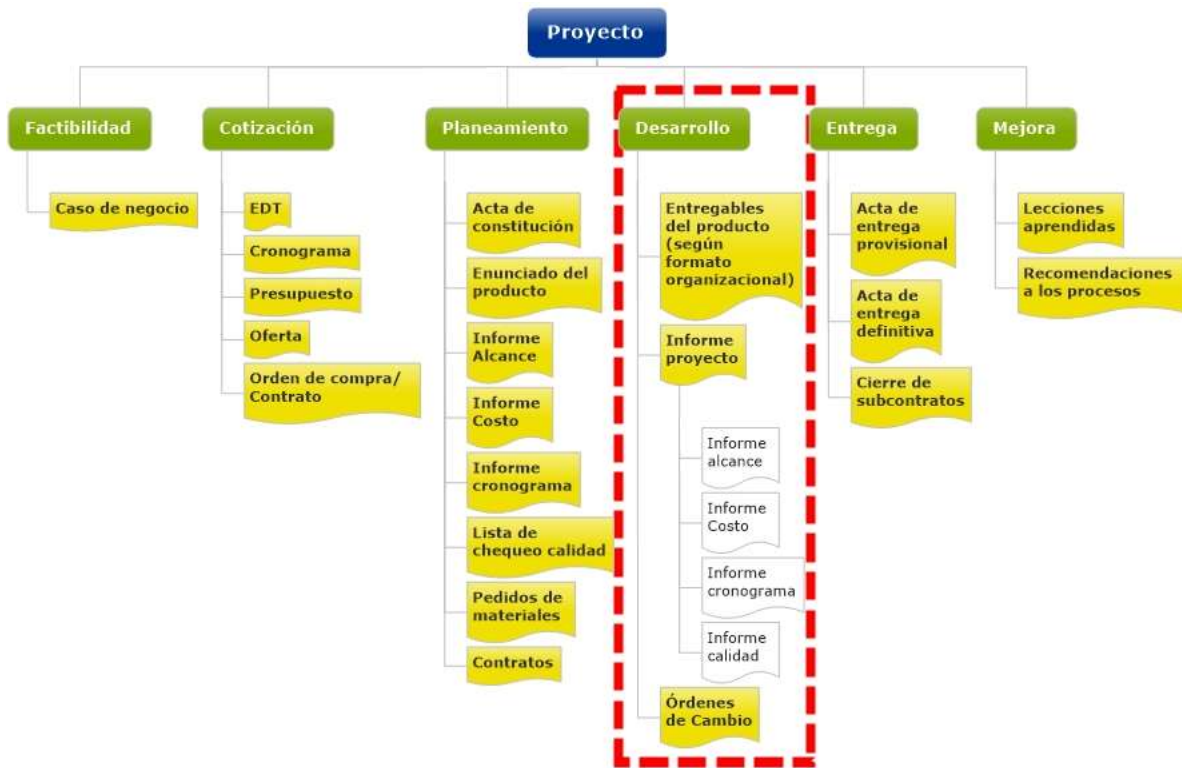 Proyecto
Factibilidad
Caso de negocio
Cotización
EDT
Cronograma
Presupuesto
Oferta
Orden de compra/
Contrato
Planeamiento
Acta de
constitución
Enunciado del
producto
Informe
Alcance
Informe
Costo
Informe
cronograma
Lista de
chequeo calidad
Pedidos de
materiales
Contratos
Desarrollo
Entregables
del producto
(según
formato
organizacional)
Informe
proyecto
Informe
alcance
Informe
Costo
Informe
cronograma
Informe
calidad
Órdenes
de Cambio
Entrega
Acta de
entrega
provisional
Acta de
entrega
definitiva
Cierre de
subcontratos
Mejora
Lecciones
aprendidas
Recomendaciones
a los procesos